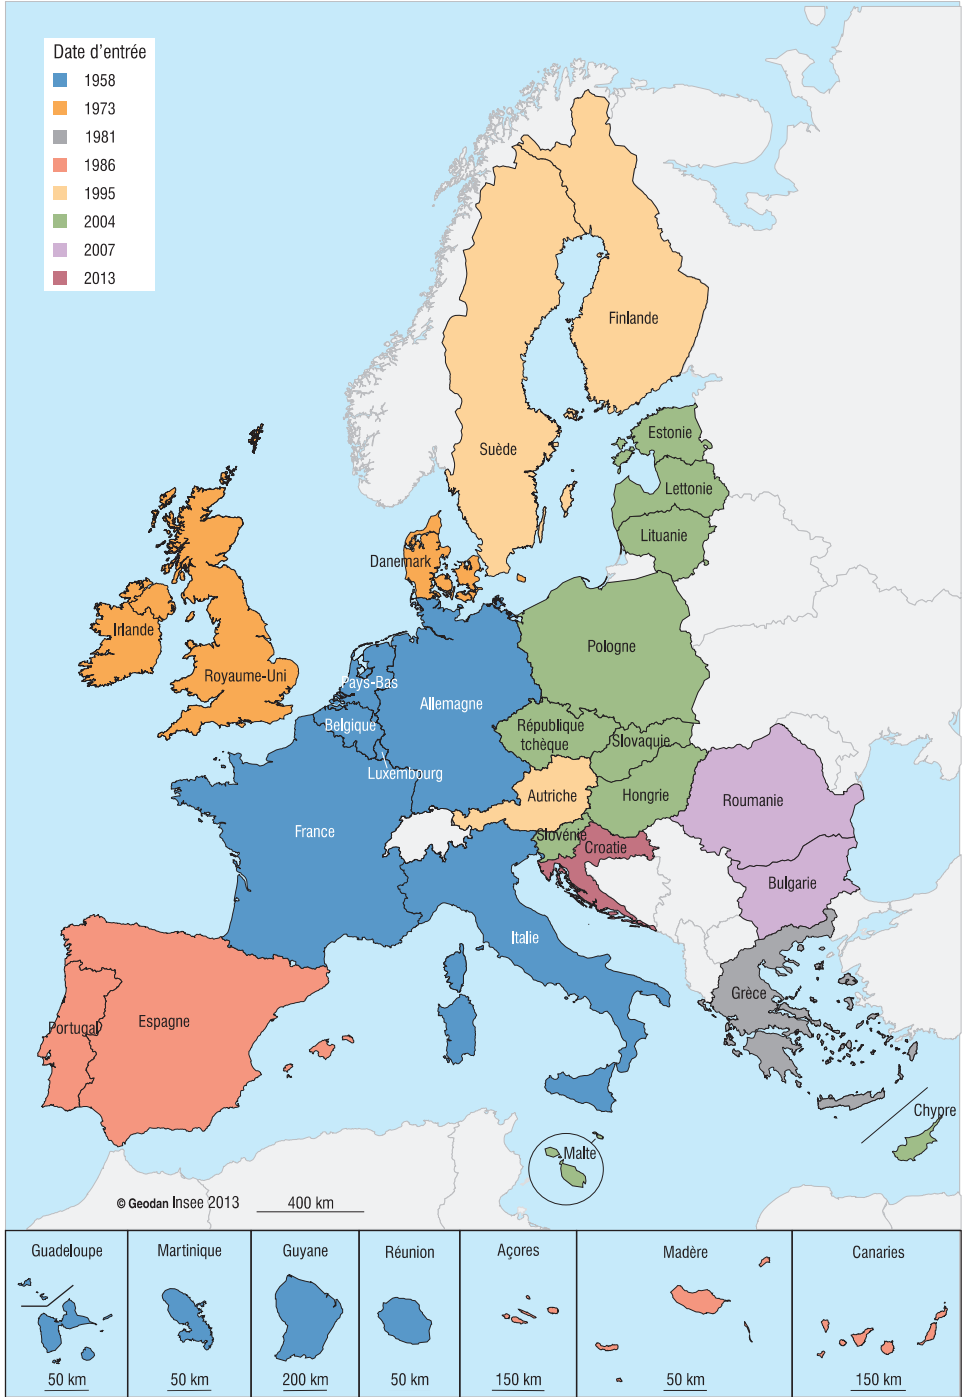 Date d'entrée
1958
1973
1981
1986
1995
2004
2007
2013
Finlande
Suède
Estonie
Lettonie
Lituanie
Danemark
Irlande
Royaume-Uni
Pologne
Pays-Bas
Allemagne
Belgique
République
tchèque
Slovaquie
Luxembourg
Autriche
Hongrie
Roumanie
France
Slovénie
Croatie
Bulgarie
Italie
Grèce
Portugal
Espagne
Chypre
Malte
© Geodan Insee 2013
400 km
Guadeloupe
Martinique
Guyane
Réunion
Açores
Madère
Canaries
50 km
50 km
200 km
50 km
150 km
50 km
150 km